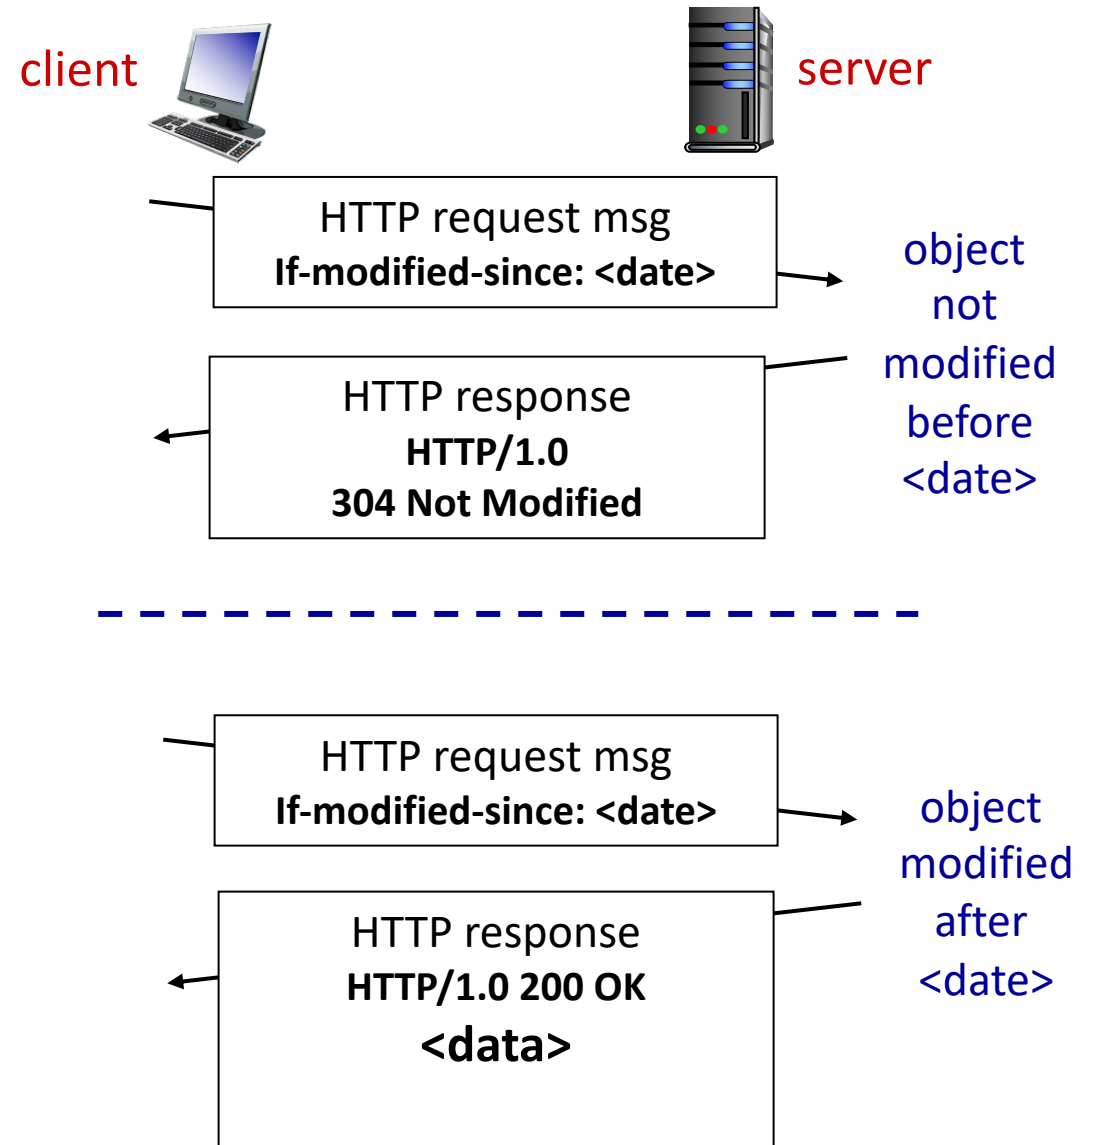 client
server
HTTP request msg
If-modified-since: <date>
object
not
modified
before
<date>
HTTP response
HTTP/1.0
304 Not Modified
HTTP request msg
If-modified-since: <date>
object
modified
after
<date>
HTTP response
HTTP/1.0 200 OK
<data>